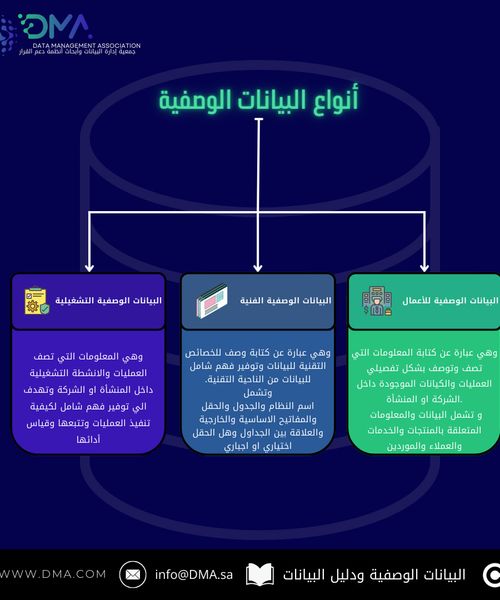 DMA
DATA MANAGEMENT ASSOCIATION
جمعية إدارة البيانات وأبحاث أنظمة دعم القرار
أنواع البيانات الوصفية
البيانات الوصفية للأعمال
وهي عبارة عن كتابة المعلومات التي
تصف وتوصف بشكل تفصيلي
العمليات والكيانات الموجودة داخل
.الشركة او المنشأة
و تشمل البيانات والمعلومات
المتعلقة بالمنتجات والخدمات
والعملاء والموردين
البيانات الوصفية الفنية
وهي عبارة عن كتابة وصف للخصائص
التقنية للبيانات وتوفير فهم شامل
للبيانات من الناحية التقنية.
وتشمل
اسم النظام والجدول والحقل
والمفاتيح الاساسية والخارجية
والعلاقة بين الجداول وهل الحقل
اختياري او اجباري
البيانات الوصفية التشغيلية
وهي المعلومات التي تصف
العمليات والانشطة التشغيلية
داخل المنشأة او الشركة وتهدف
الي توفير فهم شامل لكيفية
تنفيذ العمليات وتتبعها وقياس
أدائها
البيانات الوصفية ودليل البيانات
info@DMA.sa
WWW.DMA.COM